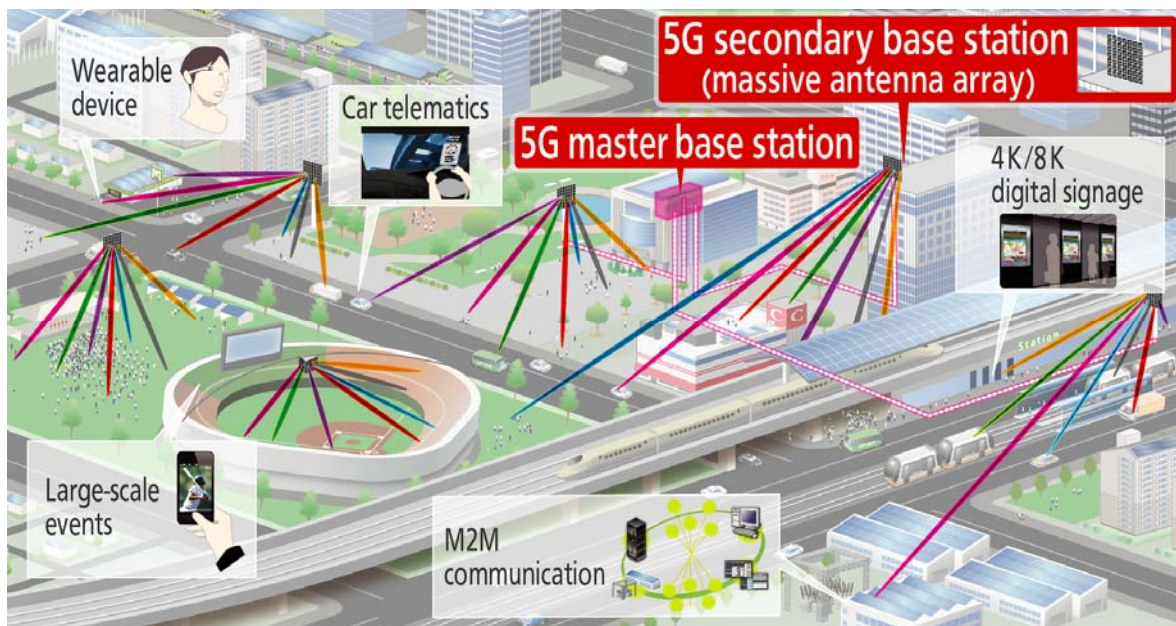 5G secondary base station
(massive antenna array)
Wearable
device
Car telematics
5G master base station
4K/8K
digital signage
CG
Station
Large-scale
events
M2M
communication